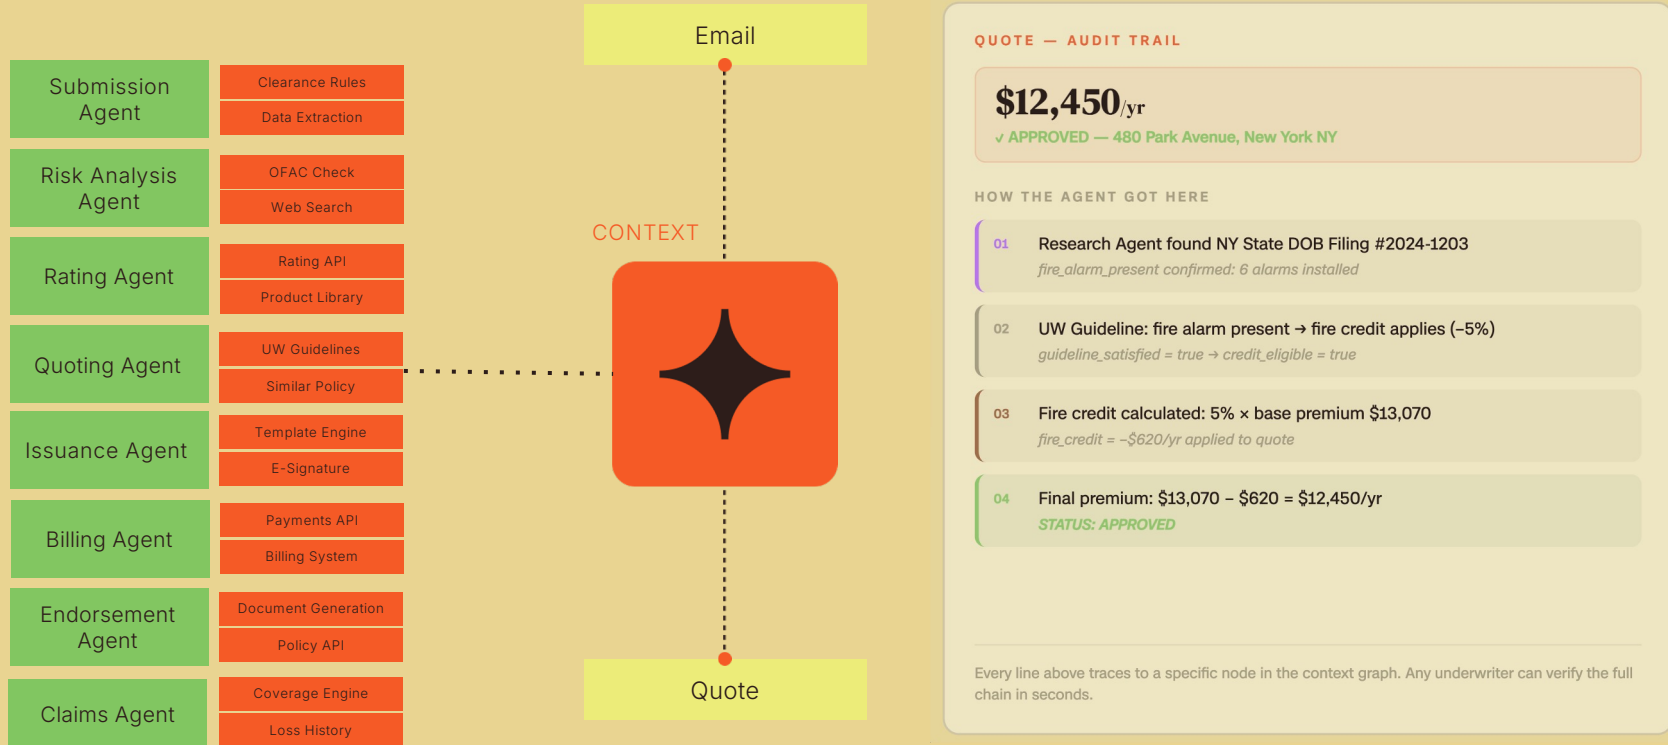 Submission
Agent
Clearance Rules
Data Extraction
Risk Analysis
Agent
OFAC Check
Web Search
Rating Agent
Rating API
Product Library
Quoting Agent
UW Guidelines
Similar Policy
Issuance Agent
Template Engine
E-Signature
Billing Agent
Payments API
Billing System
Endorsement
Agent
Document Generation
Policy API
Claims Agent
Coverage Engine
Loss History
Email
CONTEXT
Quote
QUOTE — AUDIT TRAIL
$12,450/yr
✓ APPROVED — 480 Park Avenue, New York NY
HOW THE AGENT GOT HERE
01 Research Agent found NY State DOB Filing #2024-1203
fire_alarm_present confirmed: 6 alarms installed
02 UW Guideline: fire alarm present → fire credit applies (−5%)
guideline_satisfied = true → credit_eligible = true
03 Fire credit calculated: 5% × base premium $13,070
fire_credit = −$620/yr applied to quote
04 Final premium: $13,070 − $620 = $12,450/yr
STATUS: APPROVED
Every line above traces to a specific node in the context graph. Any underwriter can verify the full
chain in seconds.